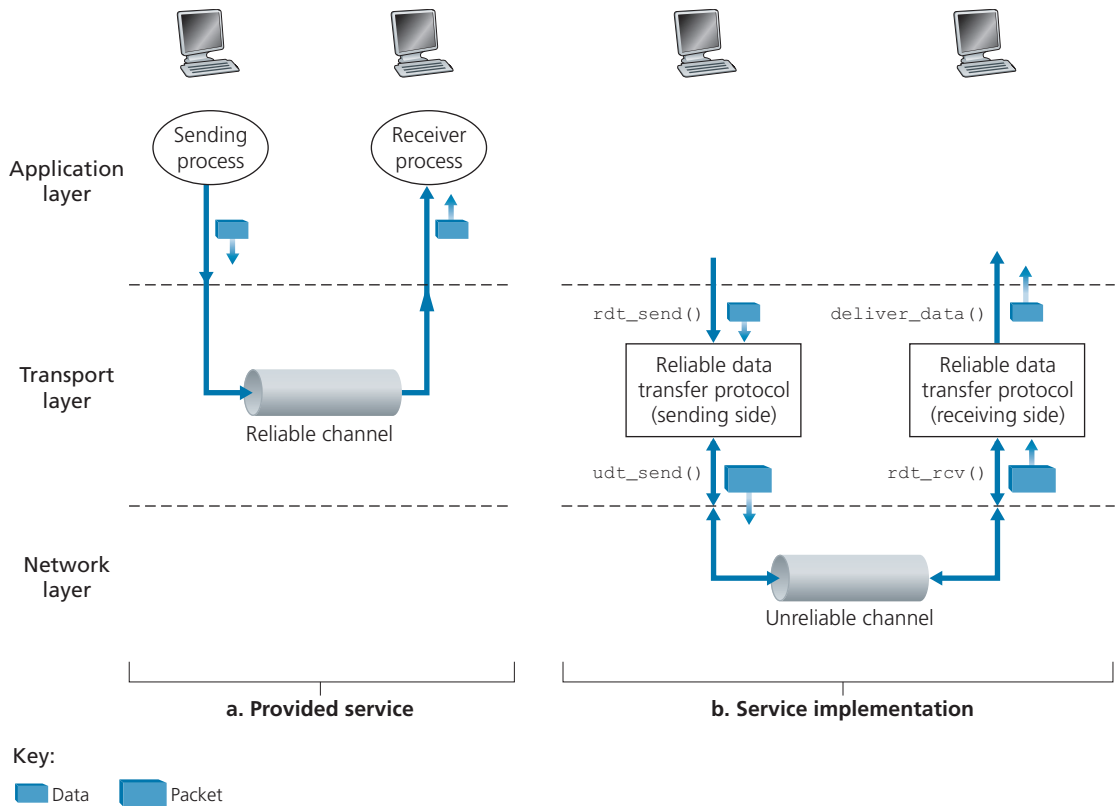 Sending
process
Receiver
process
Application
layer
rdt_send()
deliver_data()
Transport
layer
Reliable channel
Reliable data
transfer protocol
(sending side)
Reliable data
transfer protocol
(receiving side)
udt_send()
rdt_rcv()
Network
layer
Unreliable channel
a. Provided service
b. Service implementation
Key:
Data
Packet